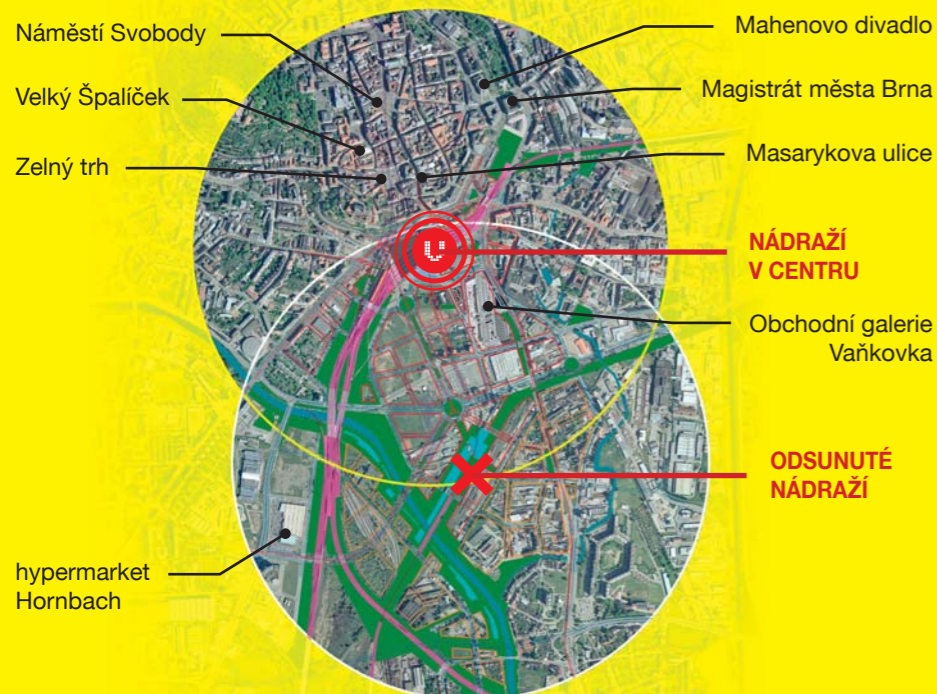 Náměstí Svobody
Velký Špalíček
Zelný trh
Mahenovo divadlo
Magistrát města Brna
Masarykova ulice
NÁDRAŽÍ
V CENTRU
Obchodní galerie
Vaňkovka
ODSUNUTÉ
NÁDRAŽÍ
hypermarket
Hornbach